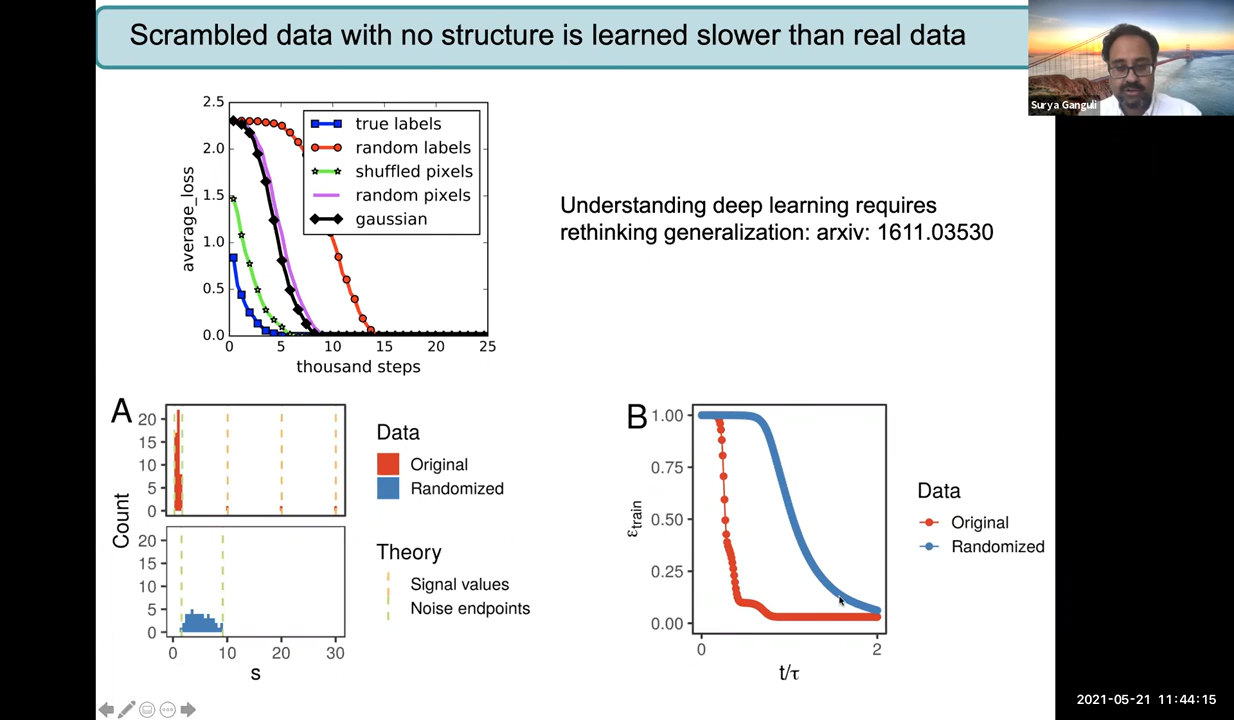 Scrambled data with no structure is learned slower than real data
Surya Ganguli
2.5
2.0
1.5
1.0
0.5
0.0
average_loss
true labels
random labels
shuffled pixels
random pixels
gaussian
0 5 10 15 20 25
thousand steps
Understanding deep learning requires
rethinking generalization: arxiv: 1611.03530
A
20
15
10
5
0
Count
20
15
10
5
0
0 10 20 30
s
Data
Original
Randomized
Theory
Signal values
Noise endpoints
B
1.00
0.75
0.50
0.25
0.00
εtrain
0 2
t/τ
Data
Original
Randomized
2021-05-21 11:44:15